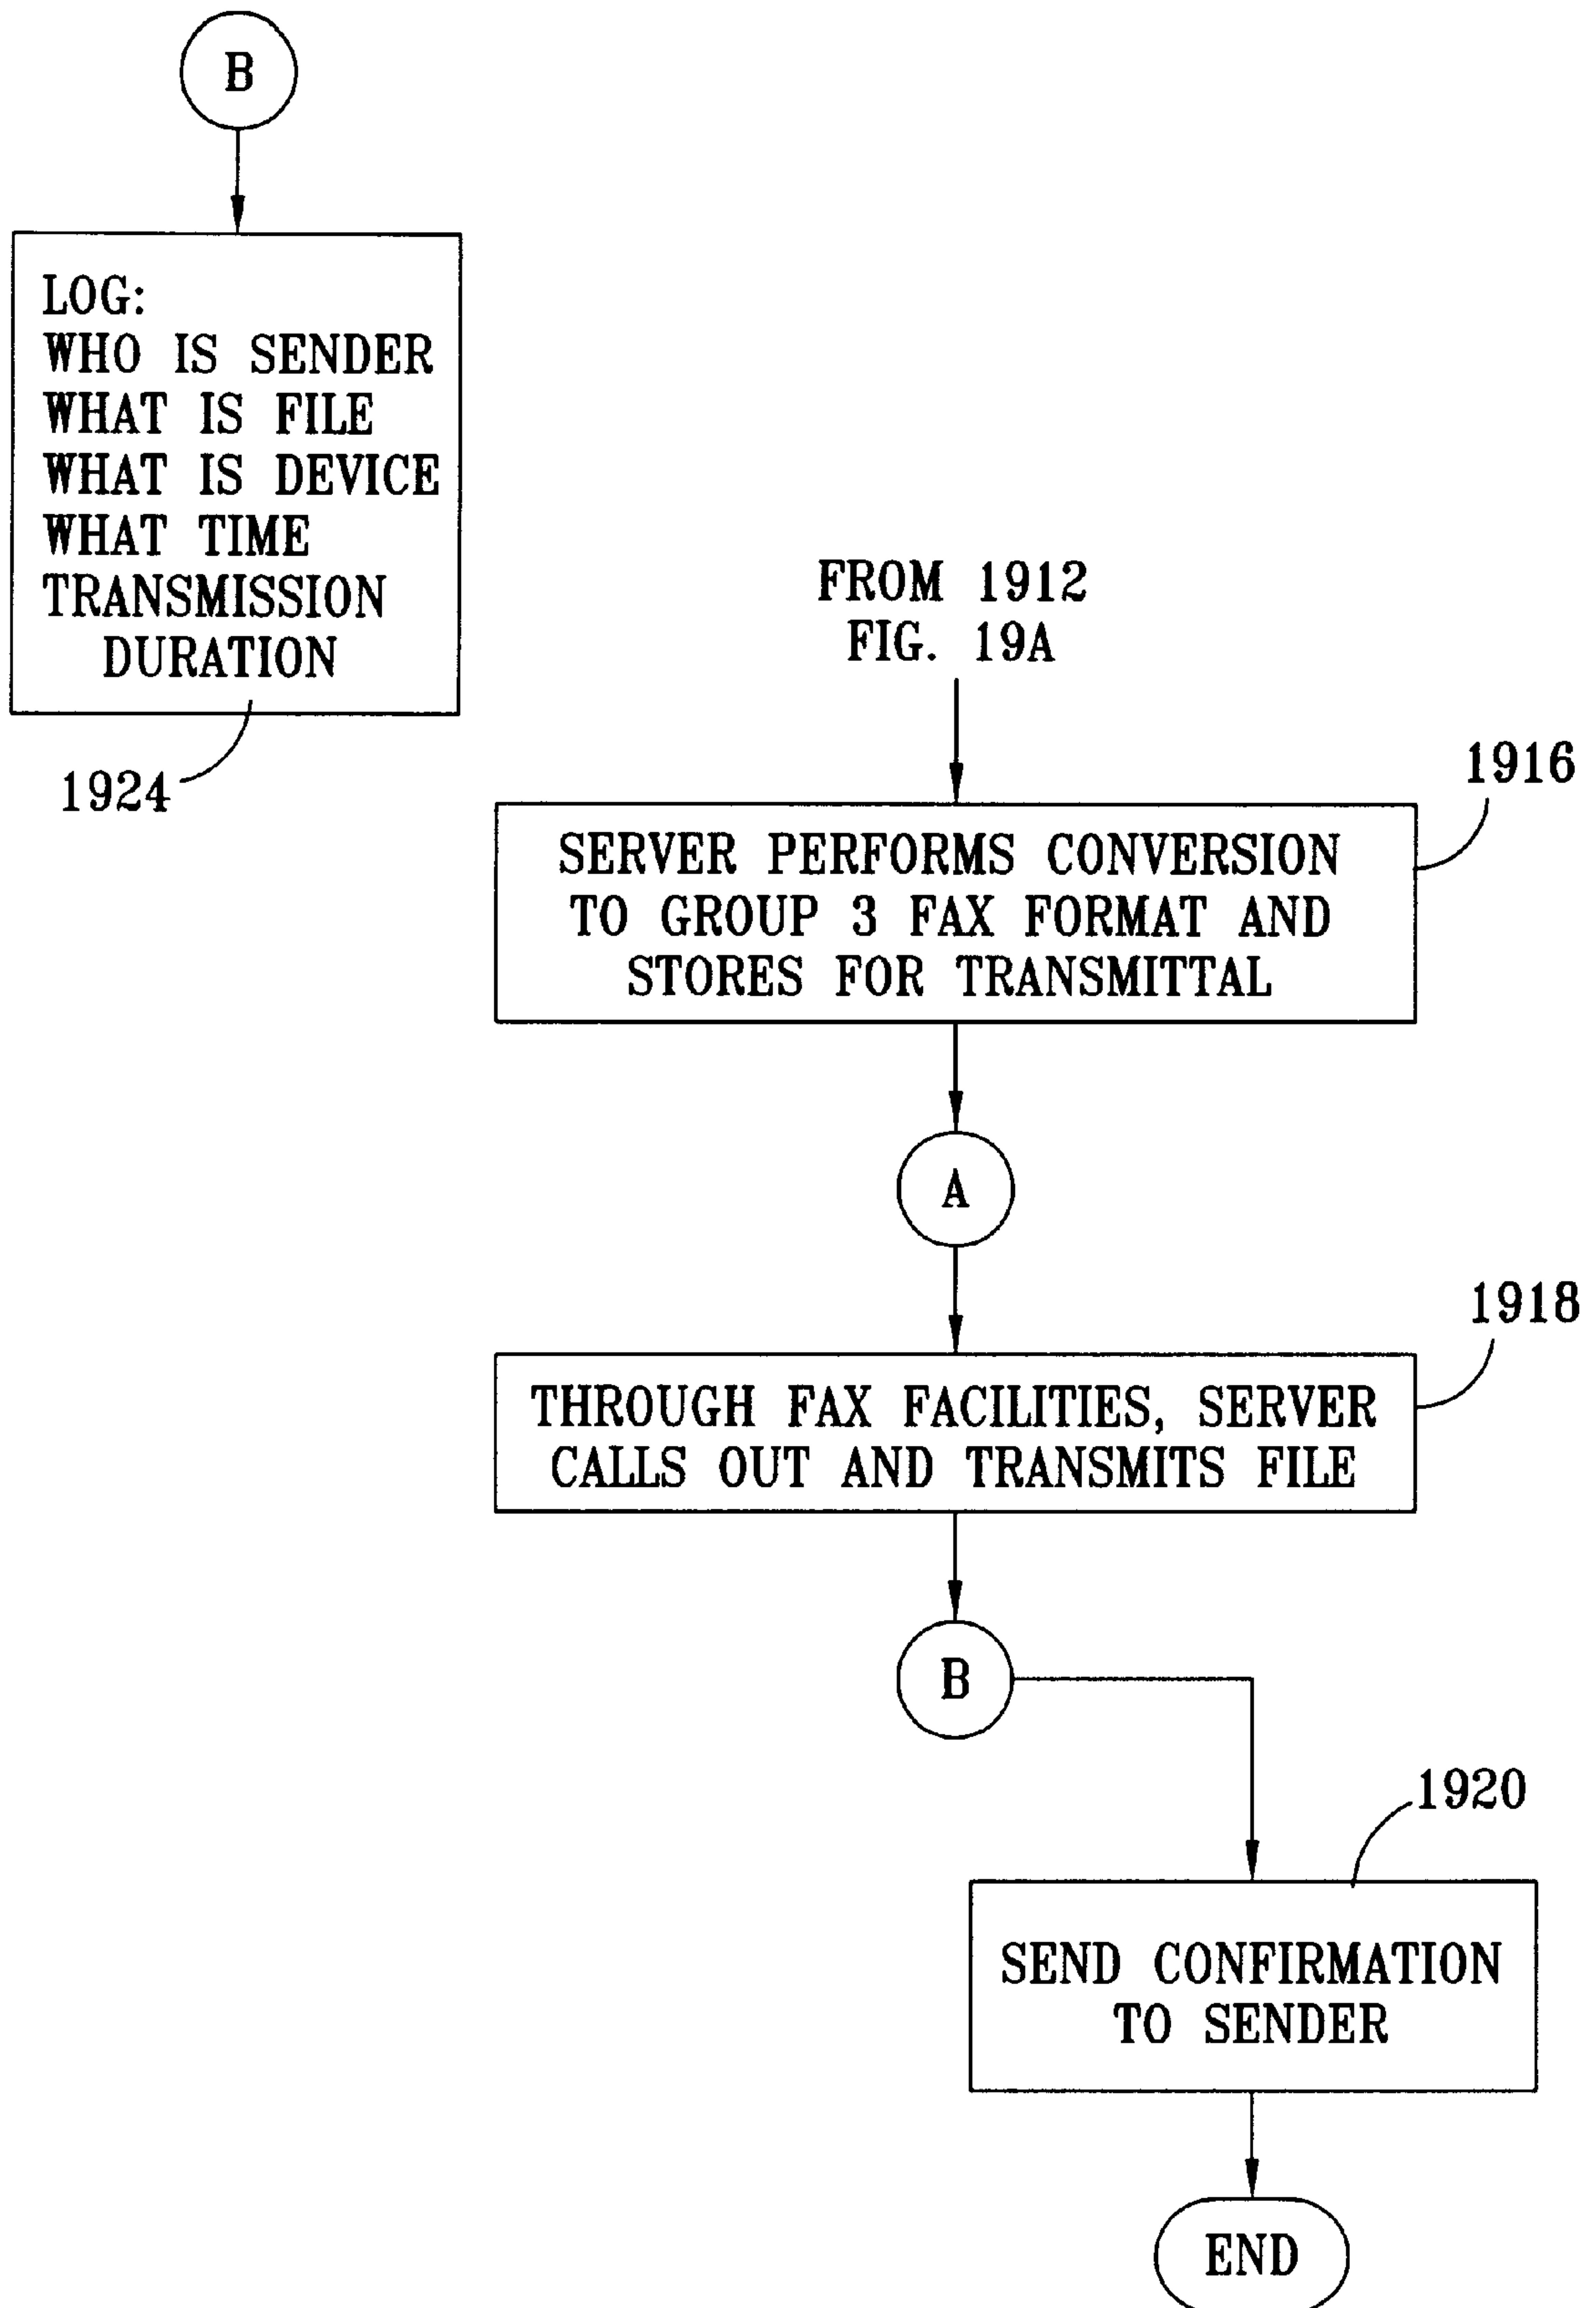 B
LOG:
WHO IS SENDER
WHAT IS FILE
WHAT IS DEVICE
WHAT TIME
TRANSMISSION
DURATION
1924
FROM 1912
FIG. 19A
1916
SERVER PERFORMS CONVERSION
TO GROUP 3 FAX FORMAT AND
STORES FOR TRANSMITTAL
A
1918
THROUGH FAX FACILITIES, SERVER
CALLS OUT AND TRANSMITS FILE
B
1920
SEND CONFIRMATION
TO SENDER
END